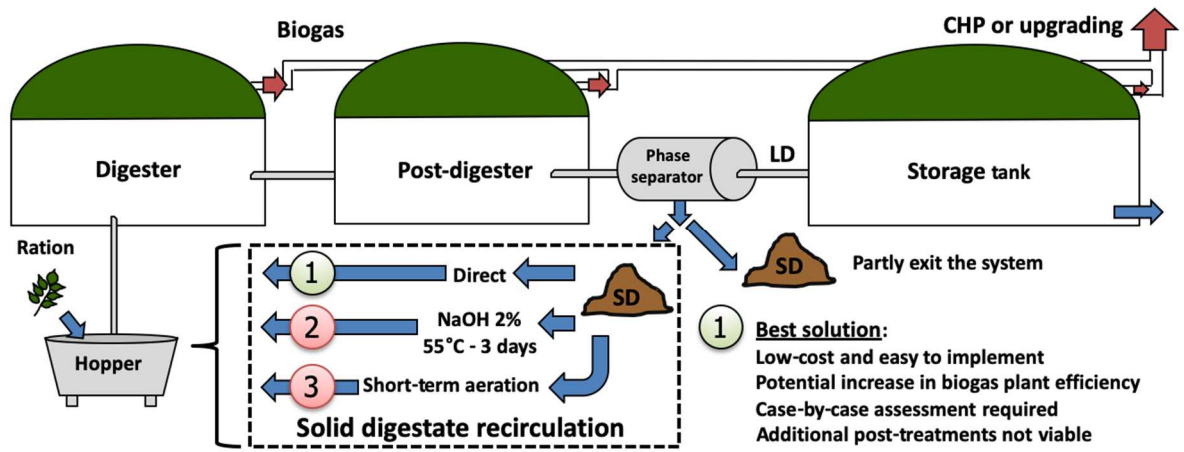 CHP or upgrading
Biogas
Digester
Post-digester
Phase
separator
LD
Storage tank
Ration
Hopper
1
Direct
SD
2
NaOH 2%
55°C - 3 days
3
Short-term aeration
Solid digestate recirculation
SD
Partly exit the system
1
Best solution:
Low-cost and easy to implement
Potential increase in biogas plant efficiency
Case-by-case assessment required
Additional post-treatments not viable